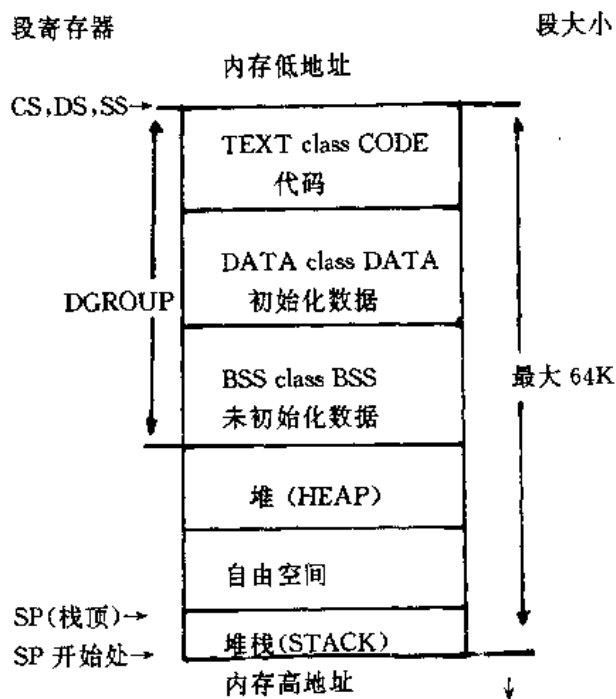 段寄存器 段大小
内存低地址
CS,DS,SS→
TEXT class CODE
代码
DATA class DATA
DGROUP 初始化数据
BSS class BSS 最大 64K
未初始化数据
堆 (HEAP)
自由空间
SP(栈顶)→
堆栈(STACK)
SP 开始处→
内存高地址